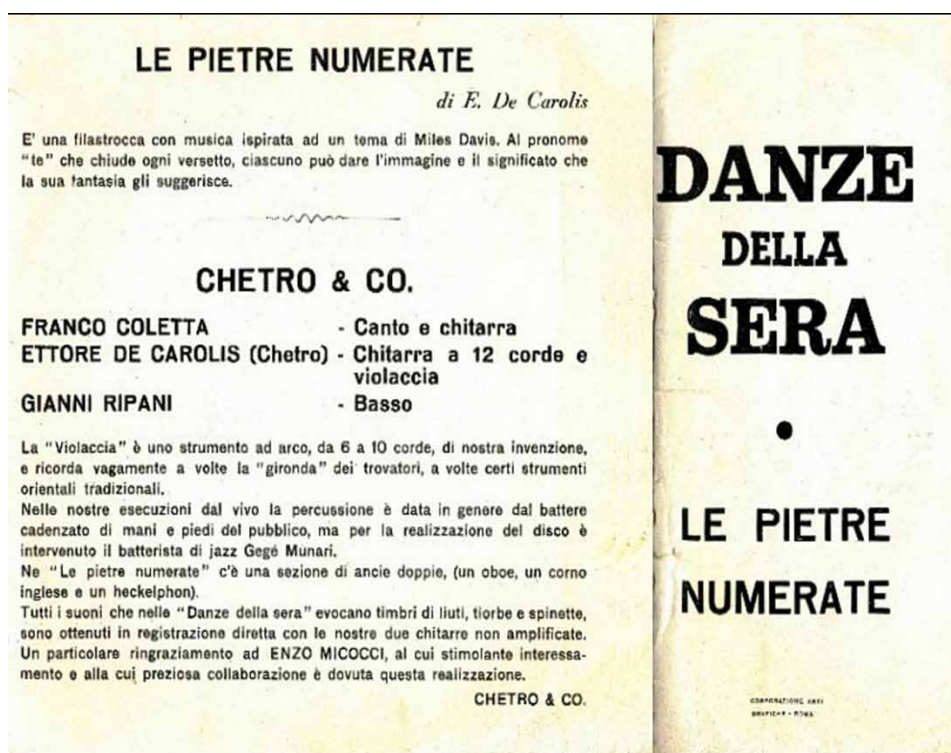 LE PIETRE NUMERATE
di E. De Carolis
E' una filastrocca con musica ispirata ad un tema di Miles Davis. Al pronome
"te" che chiude ogni versetto, ciascuno può dare l'immagine e il significato che
la sua fantasia gli suggerisce.
CHETRO & CO.
FRANCO COLETTA - Canto e chitarra
ETTORE DE CAROLIS (Chetro) - Chitarra a 12 corde e
violaccia
GIANNI RIPANI - Basso
La "Violaccia" è uno strumento ad arco, da 6 a 10 corde, di nostra invenzione,
e ricorda vagamente a volte la "gironda" dei trovatori, a volte certi strumenti
orientali tradizionali.
Nelle nostre esecuzioni dal vivo la percussione è data in genere dal battere
cadenzato di mani e piedi del pubblico, ma per la realizzazione del disco è
intervenuto il batterista di jazz Gegé Munari.
Ne "Le pietre numerate" c'è una sezione di ancie doppie, (un oboe, un corno
inglese e un heckelphon).
Tutti i suoni che nelle "Danze della sera" evocano timbri di liuti, tiorbe e spinette,
sono ottenuti in registrazione diretta con le nostre due chitarre non amplificate.
Un particolare ringraziamento ad ENZO MICOCCI, al cui stimolante interessa-
mento e alla cui preziosa collaborazione è dovuta questa realizzazione.
CHETRO & CO.
DANZE
DELLA
SERA
•
LE PIETRE
NUMERATE
CORPORAZIONE ARTI
GRAFICHE - ROMA